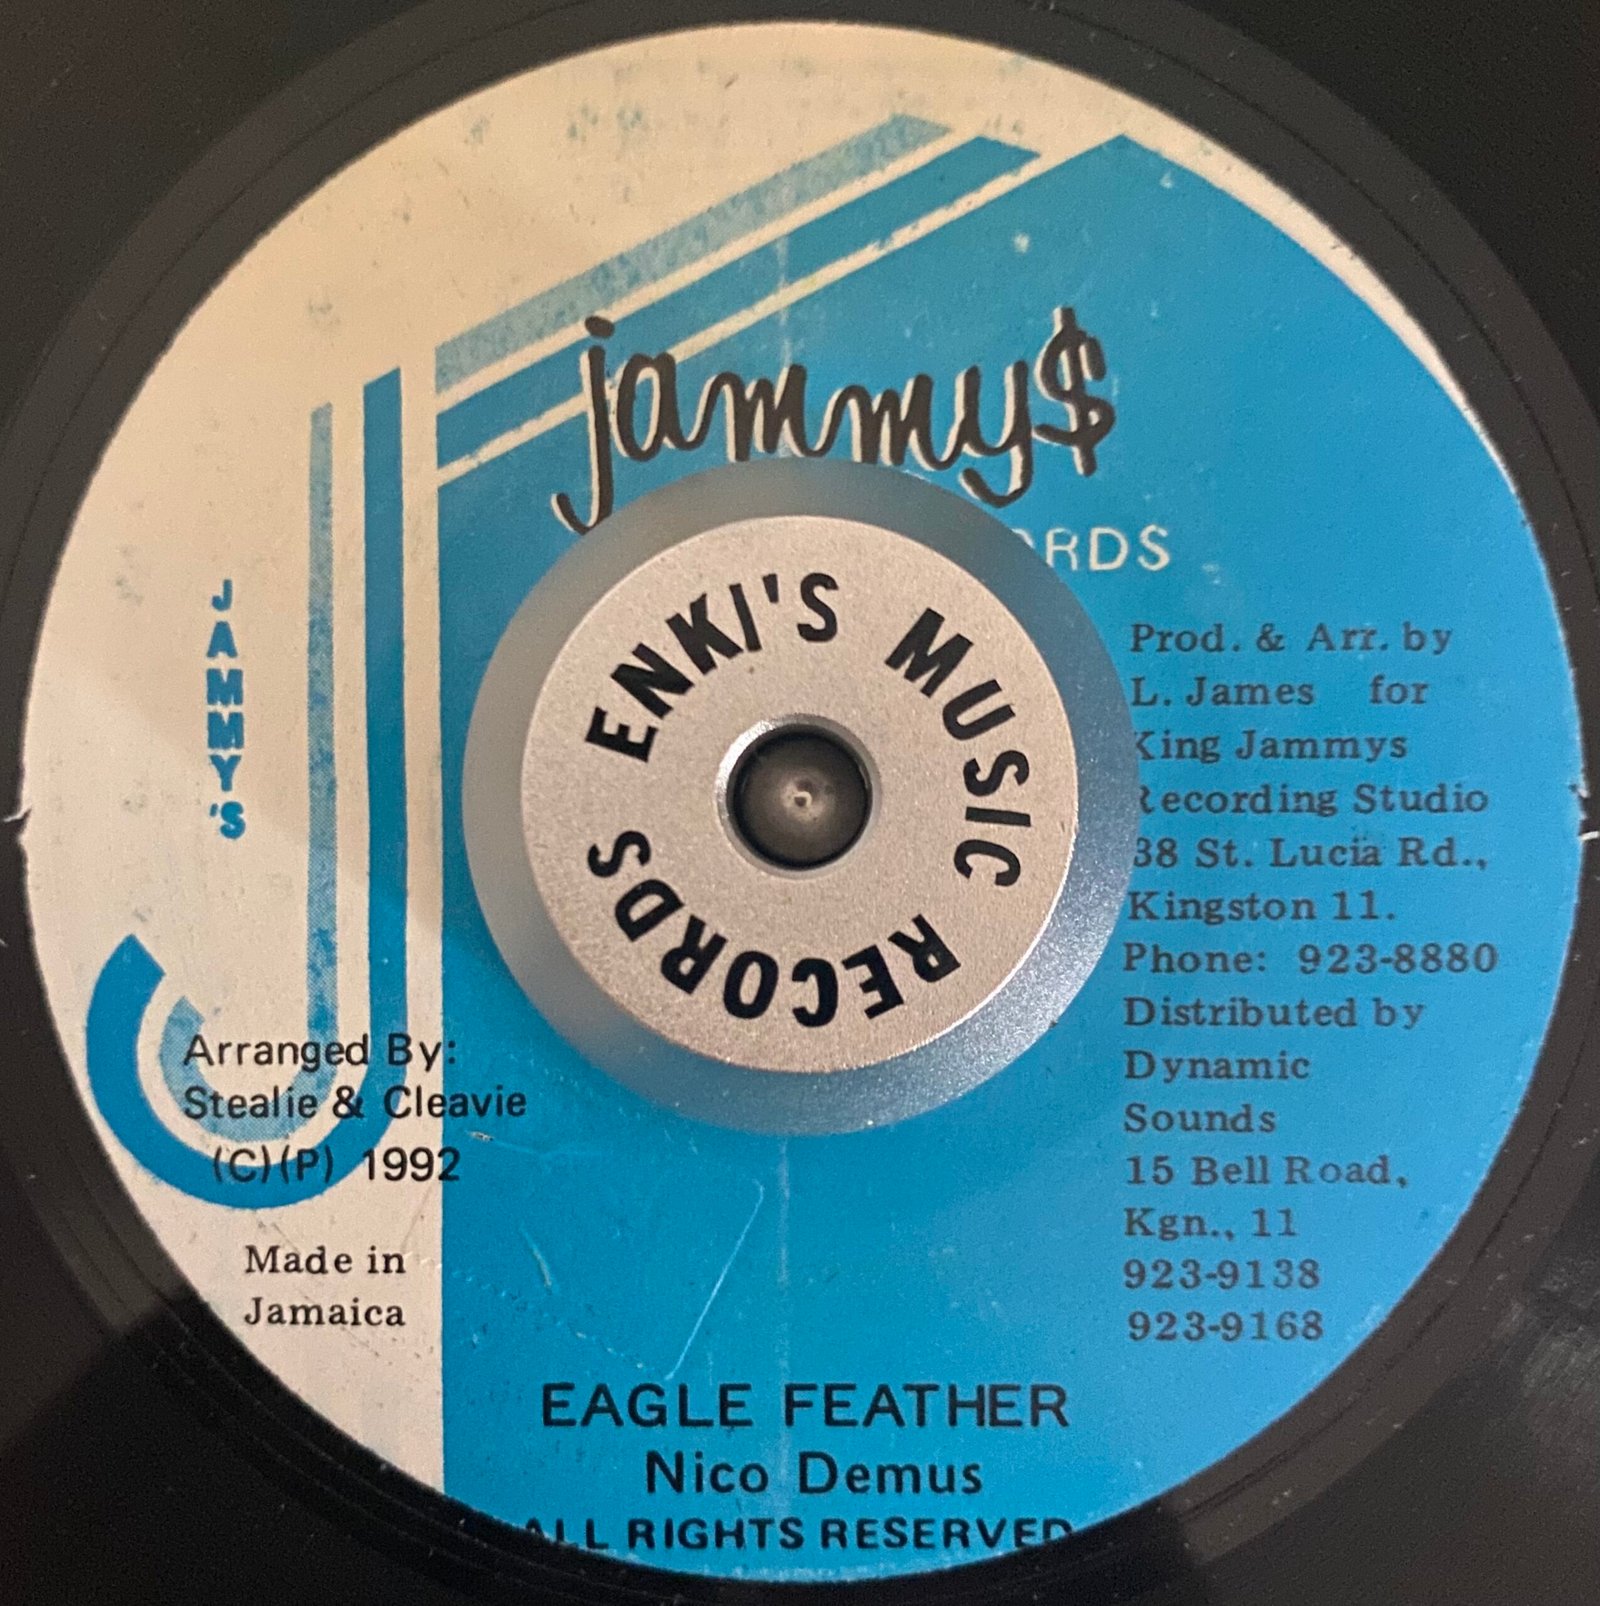 jammy$
JAMMY'S
ENKI'S MUSIC RECORDS
Prod. & Arr. by
L. James for
King Jammys
Recording Studio
38 St. Lucia Rd.,
Kingston 11.
Phone: 923-8880
Distributed by
Dynamic
Sounds
15 Bell Road,
Kgn., 11
923-9138
923-9168
Arranged By:
Stealie & Cleavie
(C)(P) 1992
Made in
Jamaica
EAGLE FEATHER
Nico Demus
ALL RIGHTS RESERVED